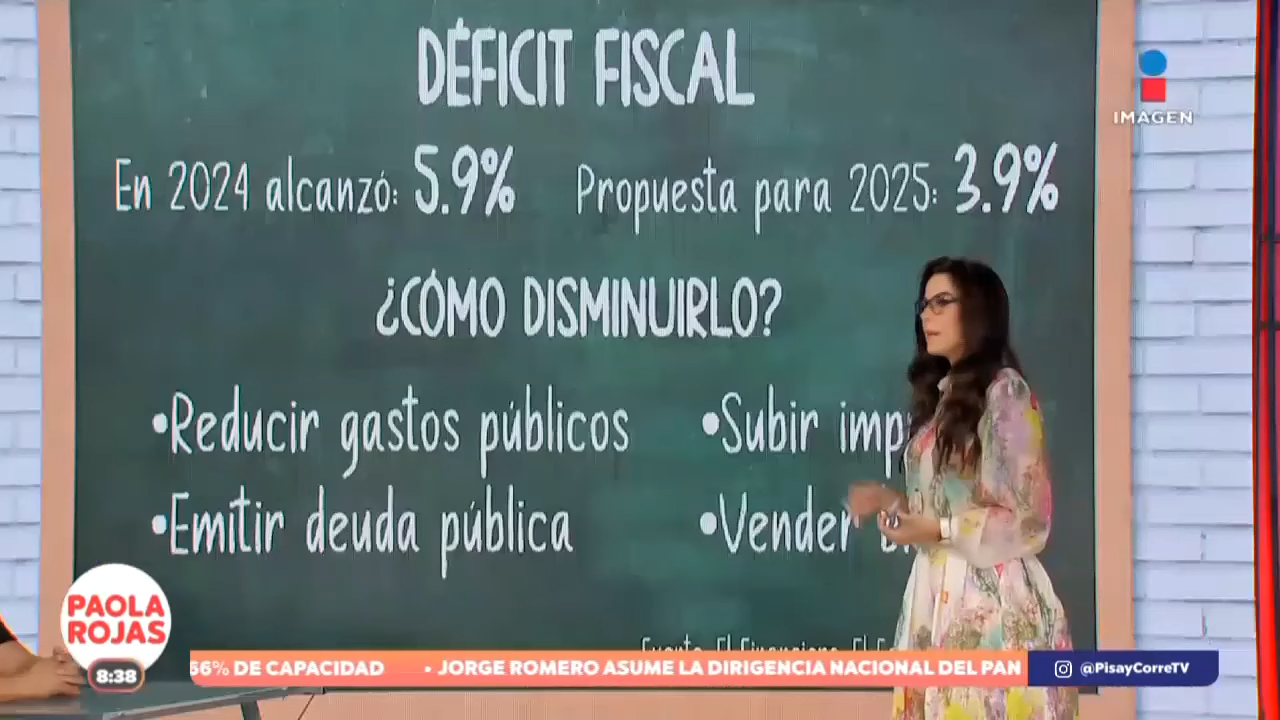 DÉFICIT FISCAL
IMAGEN
En 2024 alcanzó: 5.9% Propuesta para 2025: 3.9%
¿CÓMO DISMINUIRLO?
•Reducir gastos públicos •Subir
•Emitir deuda pública •Vender
PAOLA
ROJAS
8:38
66% DE CAPACIDAD • JORGE ROMERO ASUME LA DIRIGENCIA NACIONAL DEL PAN
@PisayCorreTV